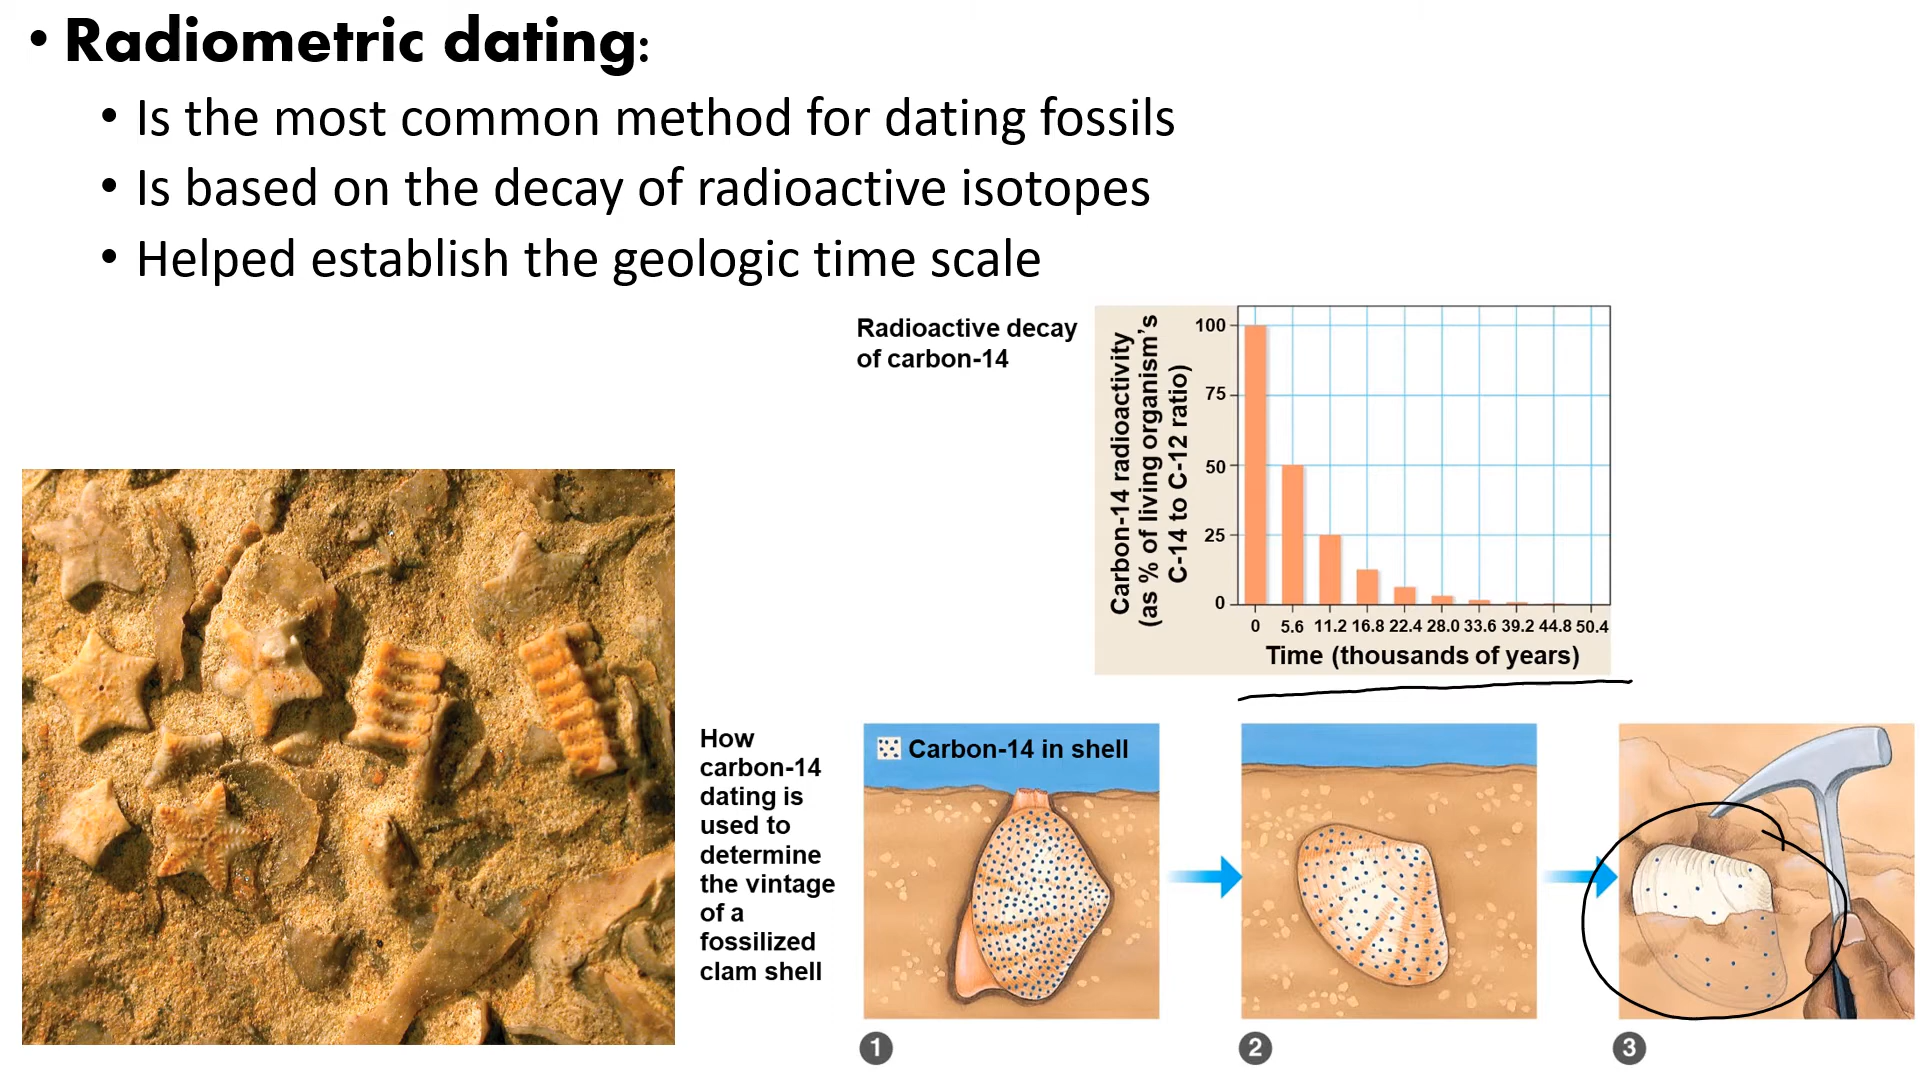 • Radiometric dating:
• Is the most common method for dating fossils
• Is based on the decay of radioactive isotopes
• Helped establish the geologic time scale
Radioactive decay
of carbon-14
Carbon-14 radioactivity
(as % of living organism's
C-14 to C-12 ratio)
100
75
50
25
0
0 5.6 11.2 16.8 22.4 28.0 33.6 39.2 44.8 50.4
Time (thousands of years)
How
carbon-14
dating is
used to
determine
the vintage
of a
fossilized
clam shell
Carbon-14 in shell
1
2
3